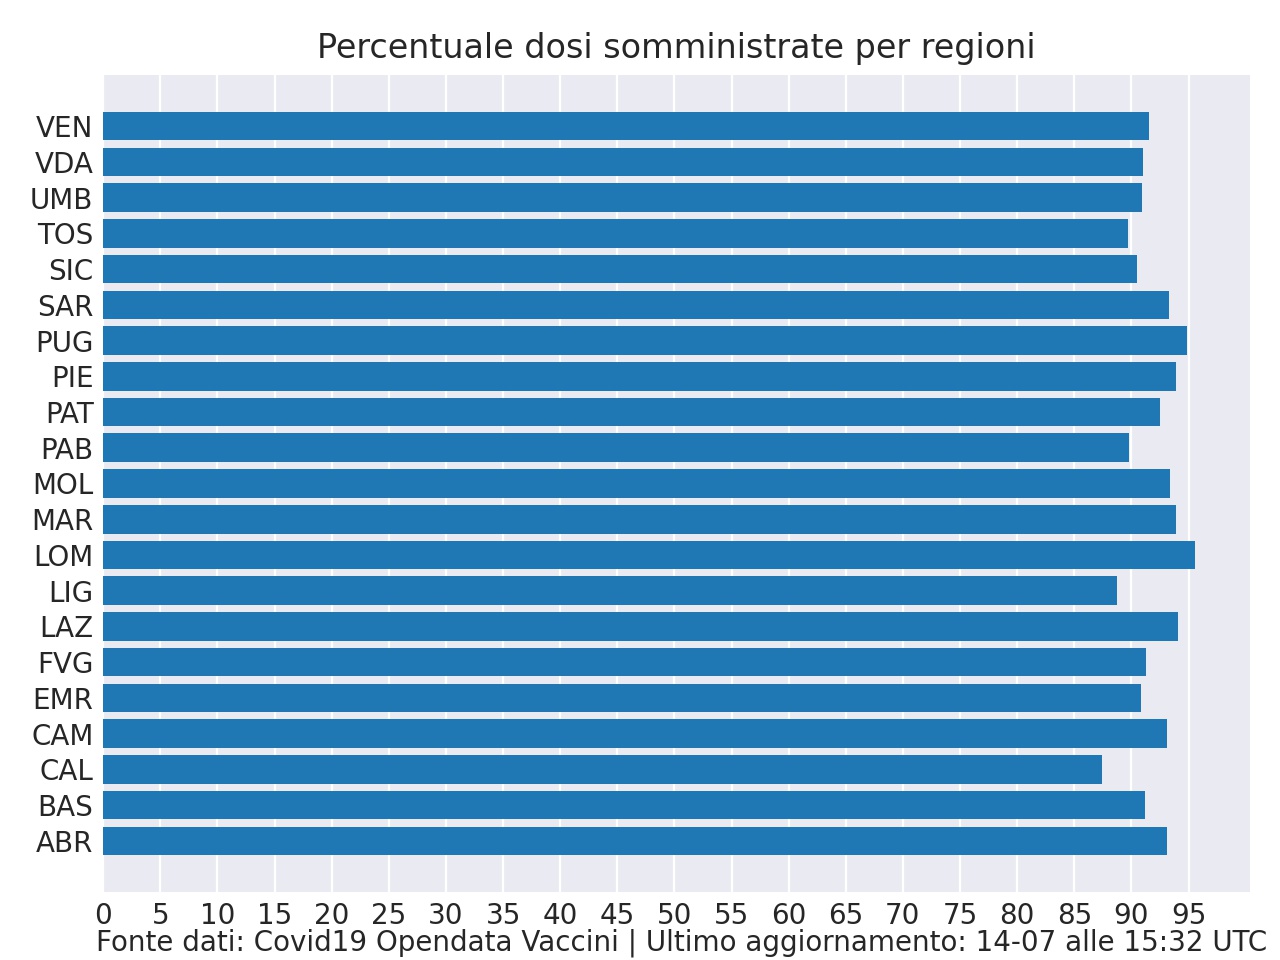 Percentuale dosi somministrate per regioni
VEN
VDA
UMB
TOS
SIC
SAR
PUG
PIE
PAT
PAB
MOL
MAR
LOM
LIG
LAZ
FVG
EMR
CAM
CAL
BAS
ABR
0 5 10 15 20 25 30 35 40 45 50 55 60 65 70 75 80 85 90 95
Fonte dati: Covid19 Opendata Vaccini | Ultimo aggiornamento: 14-07 alle 15:32 UTC